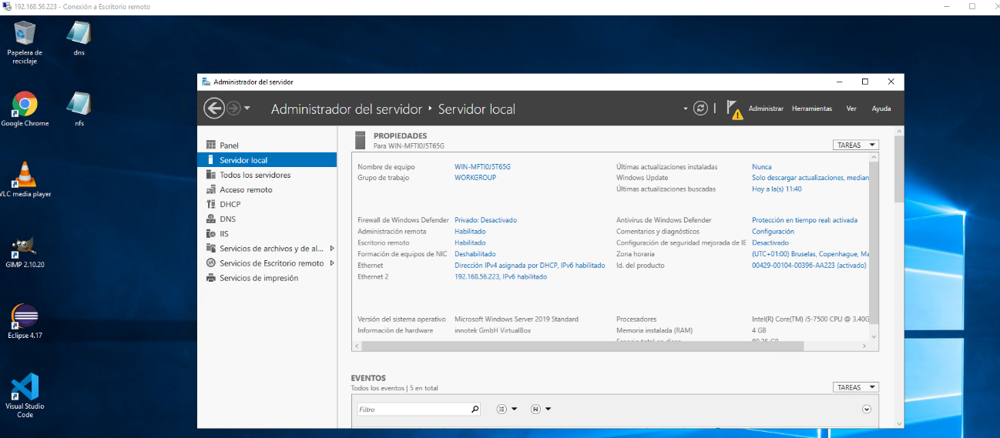 192.168.56.223 - Conexión a Escritorio remoto
Papelera de
reciclaje
dns
Google Chrome
nfs
VLC media player
GIMP 2.10.20
Eclipse 4.17
Visual Studio
Code
Administrador del servidor
Administrador del servidor ‣ Servidor local
Administrar
Herramientas
Ver
Ayuda
Panel
Servidor local
Todos los servidores
Acceso remoto
DHCP
DNS
IIS
Servicios de archivos y de al...
Servicios de Escritorio remoto
Servicios de impresión
PROPIEDADES
Para WIN-MFTI0J5T65G
TAREAS
Nombre de equipo WIN-MFTI0J5T65G
Grupo de trabajo WORKGROUP
Últimas actualizaciones instaladas Nunca
Windows Update Solo descargar actualizaciones, median
Últimas actualizaciones buscadas Hoy a la(s) 11:40
Firewall de Windows Defender Privado: Desactivado
Administración remota Habilitado
Escritorio remoto Habilitado
Formación de equipos de NIC Deshabilitado
Ethernet Dirección IPv4 asignada por DHCP, IPv6 habilitado
Ethernet 2 192.168.56.223, IPv6 habilitado
Antivirus de Windows Defender Protección en tiempo real: activada
Comentarios y diagnósticos Configuración
Configuración de seguridad mejorada de IE Desactivado
Zona horaria (UTC+01:00) Bruselas, Copenhague, Ma
Id. del producto 00429-00104-00396-AA223 (activado)
Versión del sistema operativo Microsoft Windows Server 2019 Standard
Información de hardware innotek GmbH VirtualBox
Procesadores Intel(R) Core(TM) i5-7500 CPU @ 3.40G
Memoria instalada (RAM) 4 GB
Espacio total en disco 80.25 GB
EVENTOS
Todos los eventos | 5 en total
TAREAS
Filtro